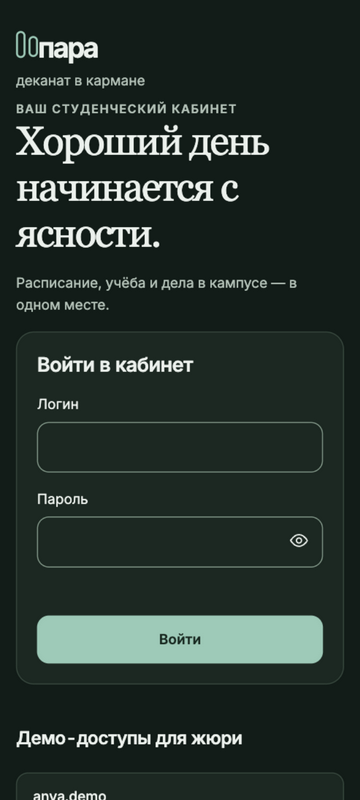 пара
деканат в кармане
ВАШ СТУДЕНЧЕСКИЙ КАБИНЕТ
Хороший день
начинается с
ясности.
Расписание, учёба и дела в кампусе — в
одном месте.
Войти в кабинет
Логин
Пароль
Войти
Демо-доступы для жюри
anya.demo